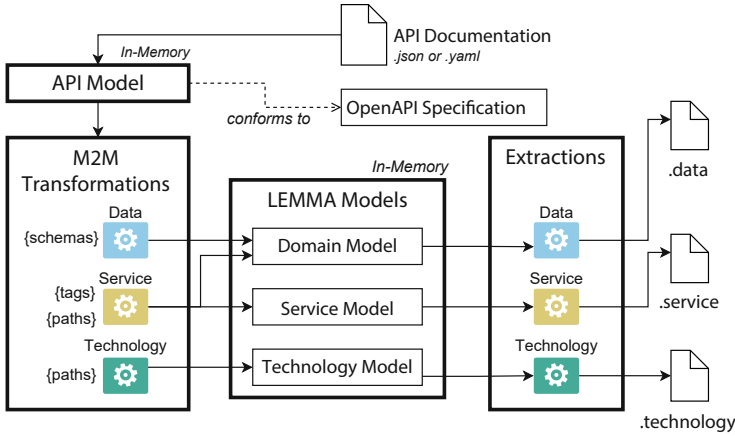 API Documentation
.json or .yaml
In-Memory
API Model
conforms to
OpenAPI Specification
M2M
Transformations
Data
{schemas}
Service
{tags}
{paths}
Technology
{paths}
In-Memory
LEMMA Models
Domain Model
Service Model
Technology Model
Extractions
Data
Service
Technology
.data
.service
.technology